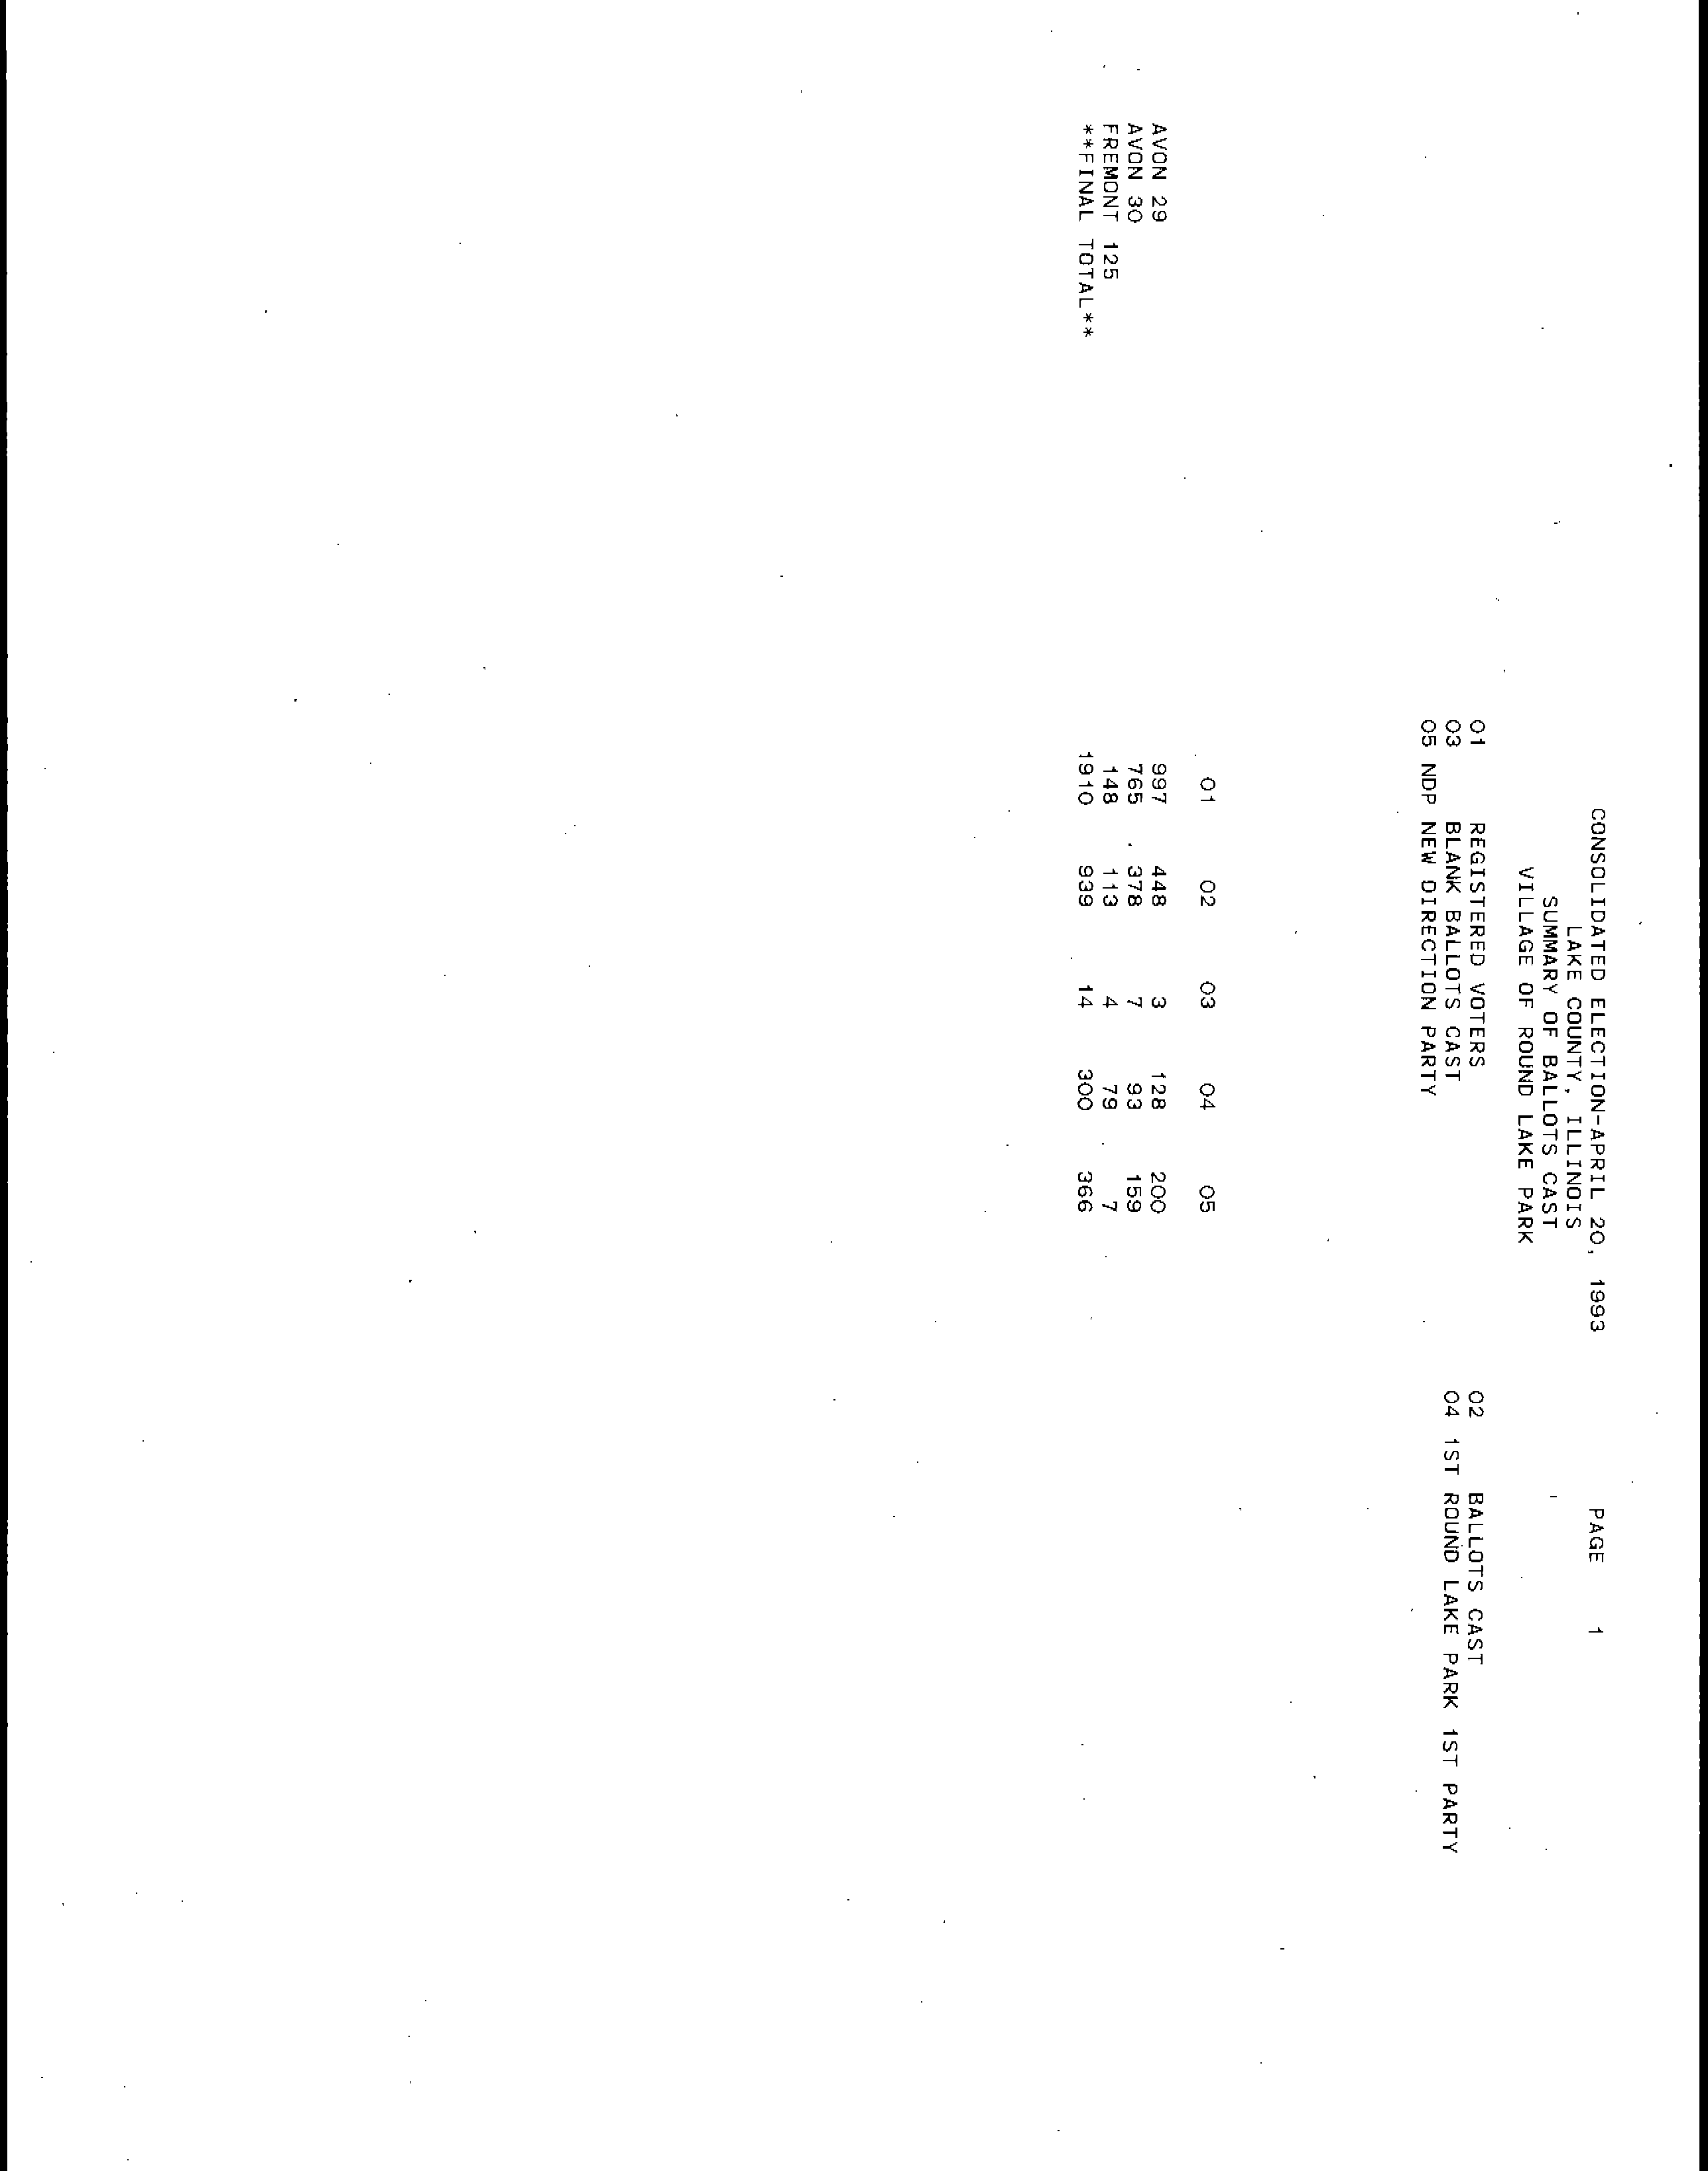 CONSOLIDATED ELECTION-APRIL 20, 1993 PAGE 1
LAKE COUNTY, ILLINOIS
SUMMARY OF BALLOTS CAST
VILLAGE OF ROUND LAKE PARK
01 REGISTERED VOTERS 02 BALLOTS CAST
03 BLANK BALLOTS CAST 04 1ST ROUND LAKE PARK 1ST PARTY
05 NDP NEW DIRECTION PARTY
01 02 03 04 05
AVON 29 997 448 3 128 200
AVON 30 765 378 7 93 159
FREMONT 125 148 113 4 79 7
**FINAL TOTAL** 1910 939 14 300 366